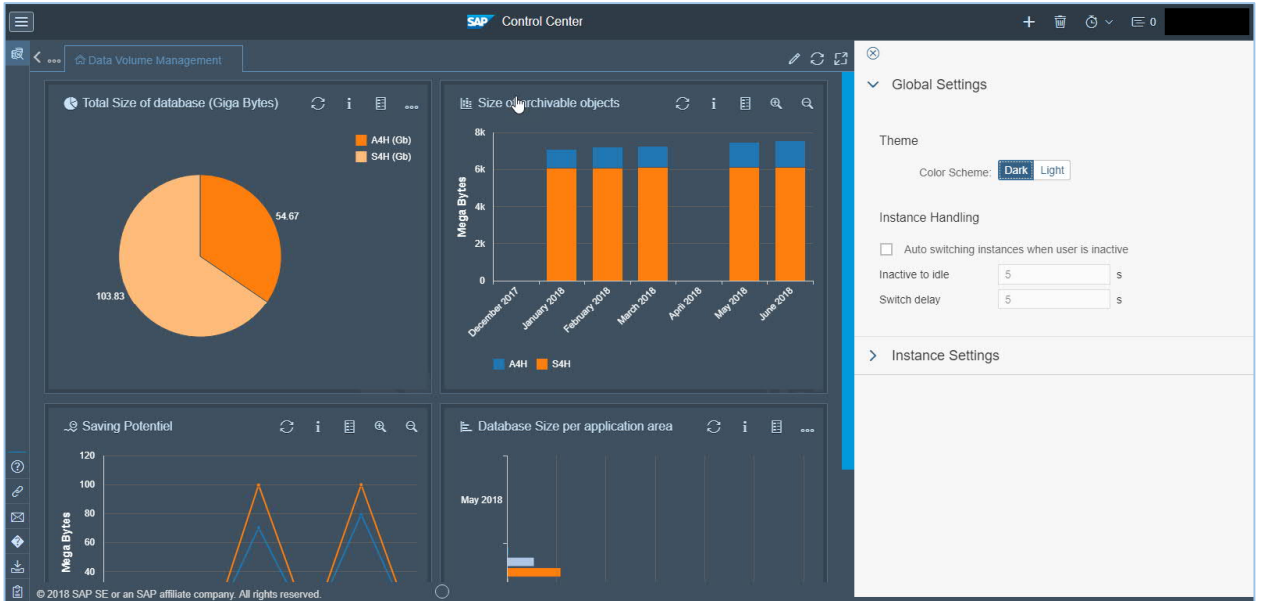 SAP Control Center
0
Data Volume Management
Total Size of database (Giga Bytes)
A4H (Gb)
S4H (Gb)
54.67
103.83
Size of archivable objects
8k
6k
4k
2k
0
Mega Bytes
December 2017
January 2018
February 2018
March 2018
April 2018
May 2018
June 2018
A4H S4H
Saving Potentiel
120
100
80
60
40
Mega Bytes
Database Size per application area
May 2018
© 2018 SAP SE or an SAP affiliate company. All rights reserved.
Global Settings
Theme
Color Scheme: Dark Light
Instance Handling
Auto switching instances when user is inactive
Inactive to idle 5 s
Switch delay 5 s
Instance Settings